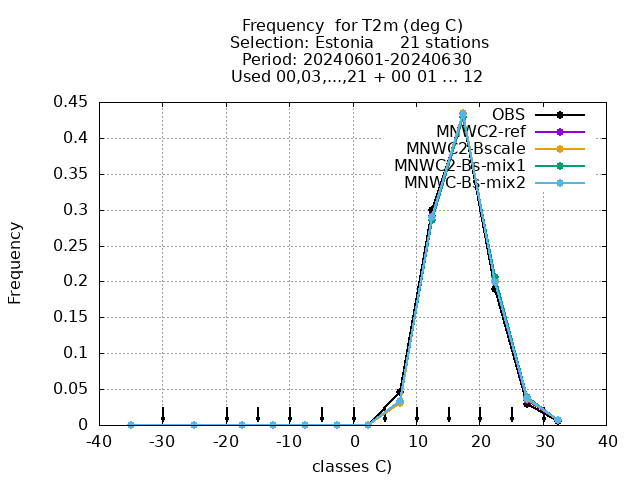 Frequency  for T2m (deg C)
Selection: Estonia    21 stations
Period: 20240601-20240630
Used 00,03,...,21 + 00 01 ... 12
OBS
MNWC2-ref
MNWC2-Bscale
MNWC2-Bs-mix1
MNWC-Bs-mix2
0.45
0.4
0.35
0.3
0.25
0.2
0.15
0.1
0.05
0
Frequency
-40 -30 -20 -10 0 10 20 30 40
classes C)